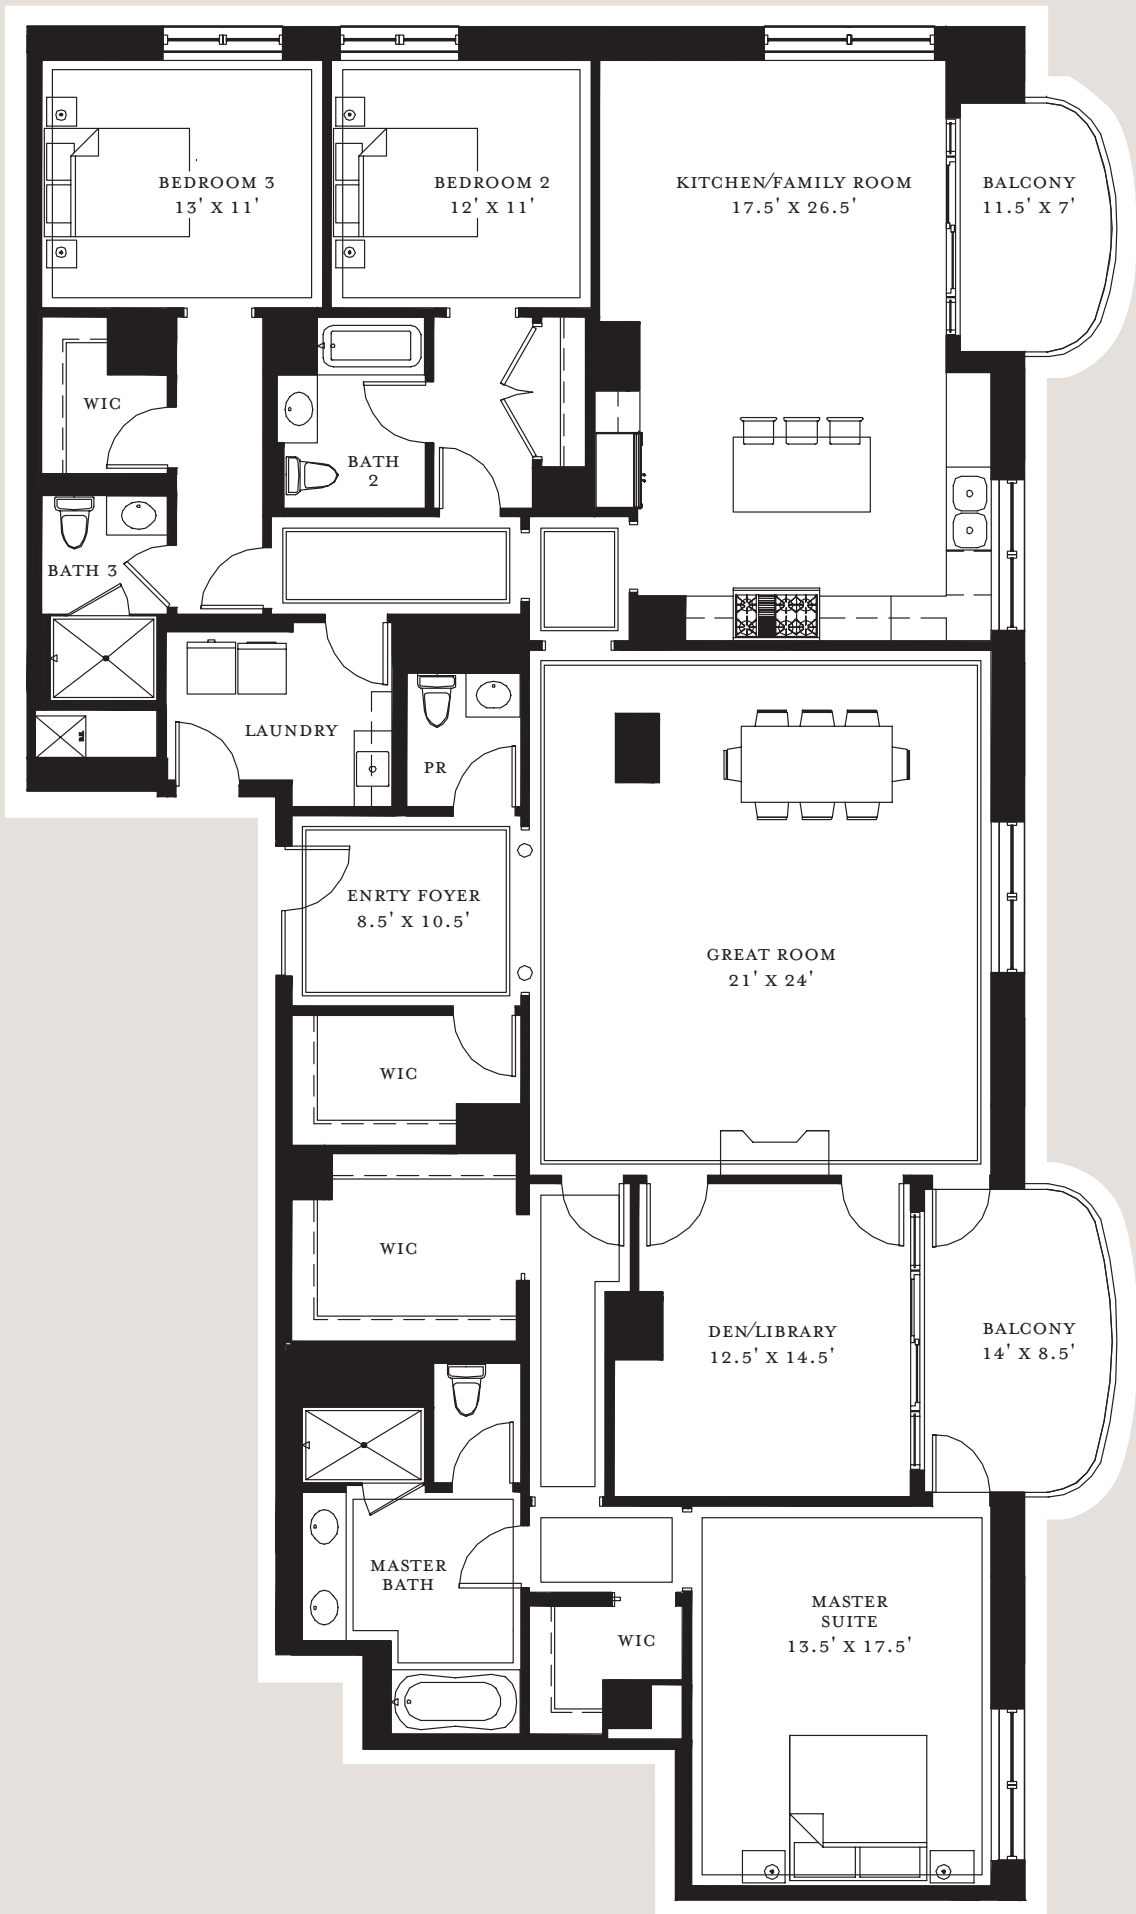 BEDROOM 3
13' X 11'
BEDROOM 2
12' X 11'
KITCHEN/FAMILY ROOM
17.5' X 26.5'
BALCONY
11.5' X 7'
WIC
BATH
2
BATH 3
LAUNDRY
PR
ENRTY FOYER
8.5' X 10.5'
GREAT ROOM
21' X 24'
WIC
WIC
DEN/LIBRARY
12.5' X 14.5'
BALCONY
14' X 8.5'
MASTER
BATH
WIC
MASTER
SUITE
13.5' X 17.5'